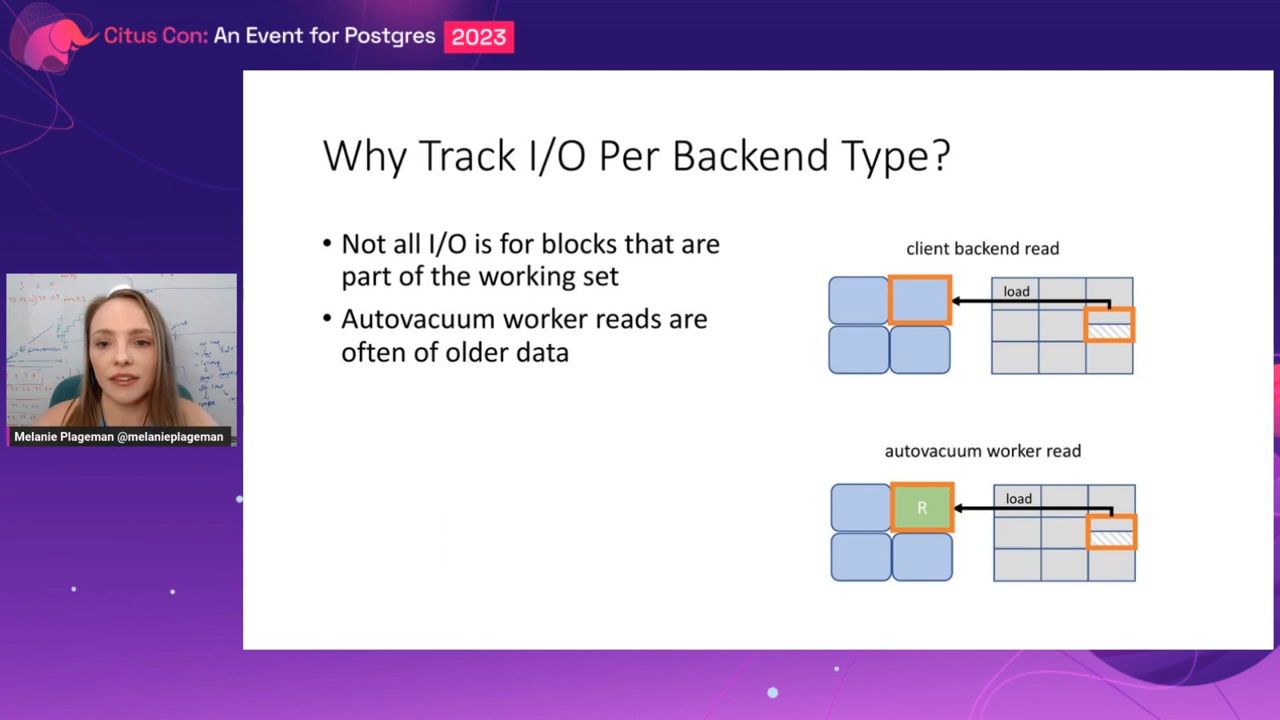 Citus Con: An Event for Postgres 2023
Why Track I/O Per Backend Type?
• Not all I/O is for blocks that are
part of the working set
• Autovacuum worker reads are
often of older data
client backend read
load
autovacuum worker read
R
load
Melanie Plageman @melanieplageman